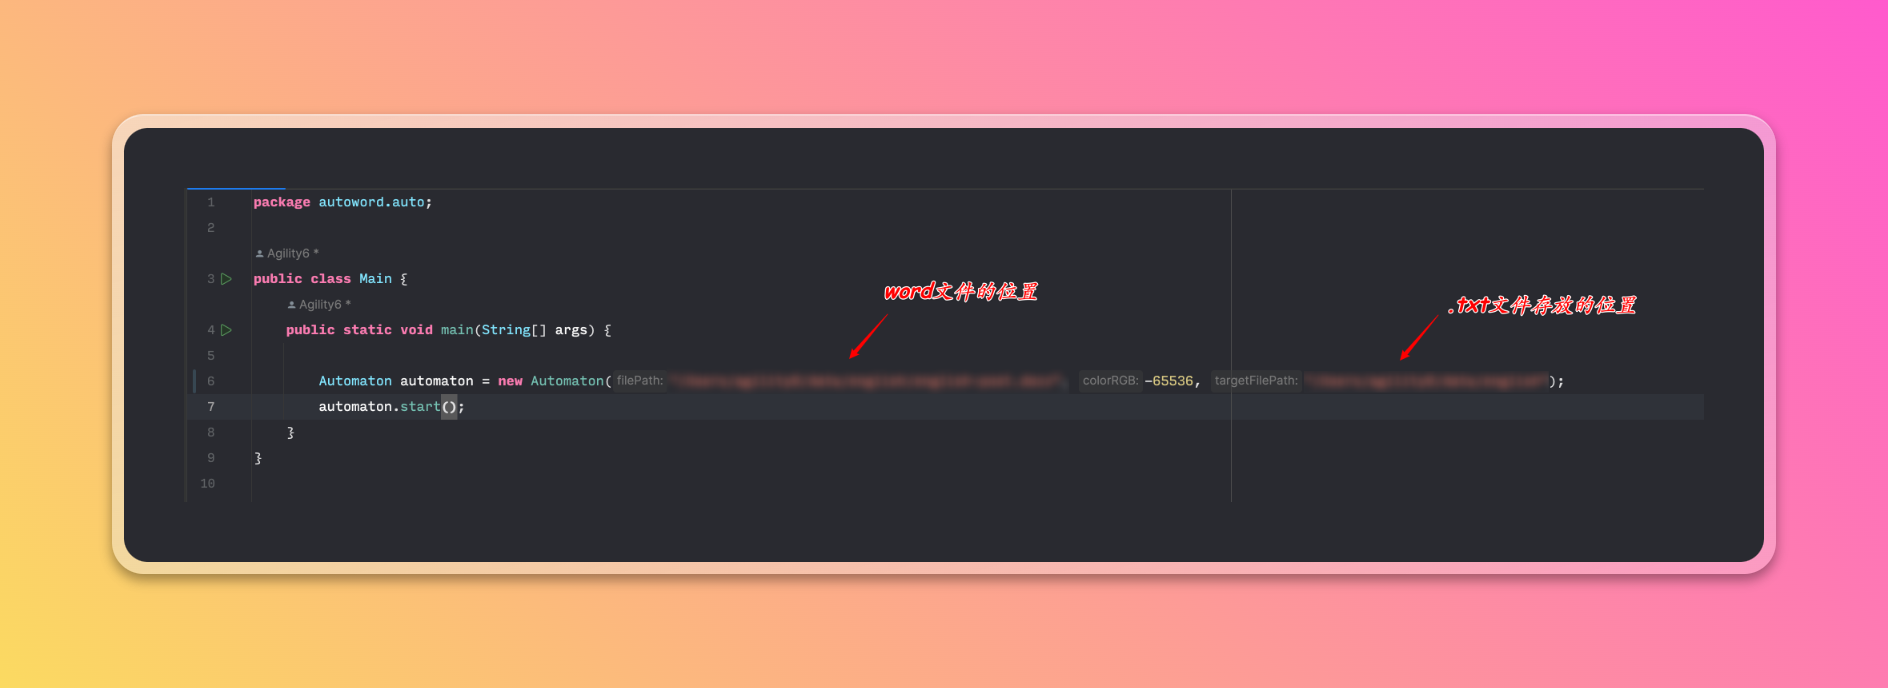 1 package autoword.auto;
2
Agility6 *
3 public class Main {
Agility6 *
4 public static void main(String[] args) {
word文件的位置
.txt文件存放的位置
5
6 Automaton automaton = new Automaton( filePath: colorRGB: -65536, targetFilePath: );
7 automaton.start();
8 }
9 }
10